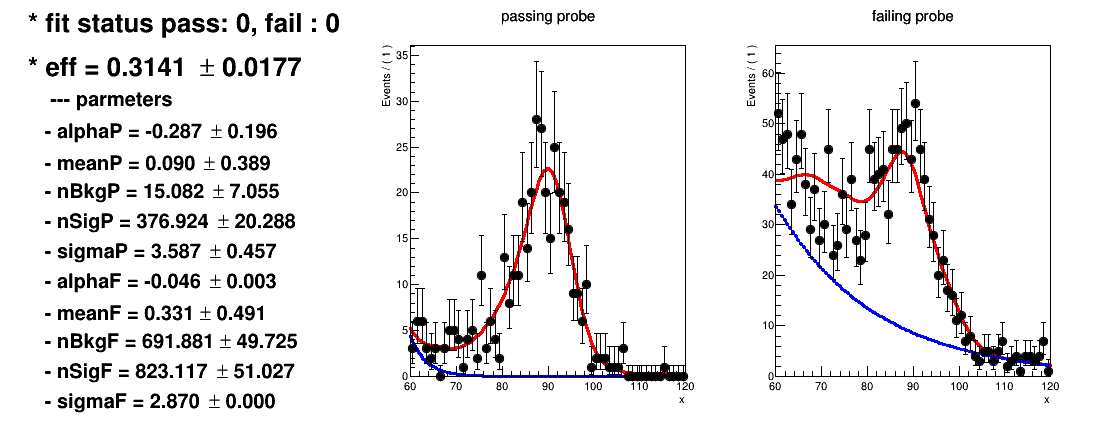 * fit status pass: 0, fail : 0
* eff = 0.3141 ± 0.0177
--- parmeters
- alphaP = -0.287 ± 0.196
- meanP = 0.090 ± 0.389
- nBkgP = 15.082 ± 7.055
- nSigP = 376.924 ± 20.288
- sigmaP = 3.587 ± 0.457
- alphaF = -0.046 ± 0.003
- meanF = 0.331 ± 0.491
- nBkgF = 691.881 ± 49.725
- nSigF = 823.117 ± 51.027
- sigmaF = 2.870 ± 0.000
passing probe
Events / ( 1 )
35
30
25
20
15
10
5
0
60 70 80 90 100 110 120
x
failing probe
Events / ( 1 )
60
50
40
30
20
10
0
60 70 80 90 100 110 120
x